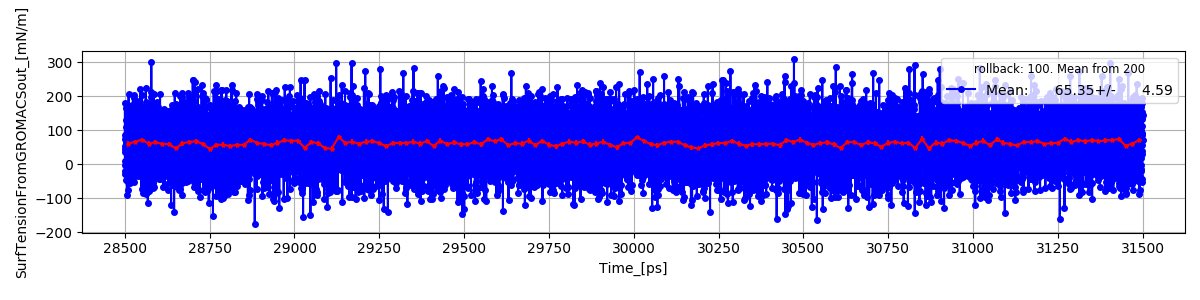 SurfTensionFromGROMACSout_[mN/m]
300
200
100
0
−100
−200
rollback: 100. Mean from 200
Mean: 65.35+/- 4.59
28500 28750 29000 29250 29500 29750 30000 30250 30500 30750 31000 31250 31500
Time_[ps]